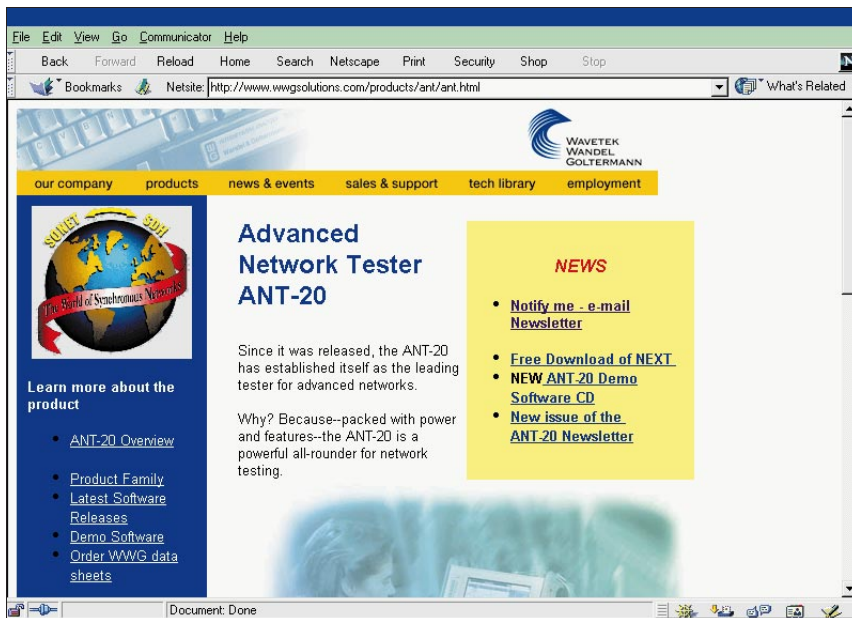 File Edit View Go Communicator Help
Back Forward Reload Home Search Netscape Print Security Shop Stop
Bookmarks Netsite: http://www.wwgsolutions.com/products/ant/ant.html What's Related
WAVETEK
WANDEL
GOLTERMANN
our company products news & events sales & support tech library employment
SONET SDH
The World of Synchronous Networks
Learn more about the
product
ANT-20 Overview
Product Family
Latest Software
Releases
Demo Software
Order WWG data
sheets
Advanced
Network Tester
ANT-20
Since it was released, the ANT-20
has established itself as the leading
tester for advanced networks.
Why? Because--packed with power
and features--the ANT-20 is a
powerful all-rounder for network
testing.
NEWS
Notify me - e-mail
Newsletter
Free Download of NEXT
NEW ANT-20 Demo
Software CD
New issue of the
ANT-20 Newsletter
Document: Done